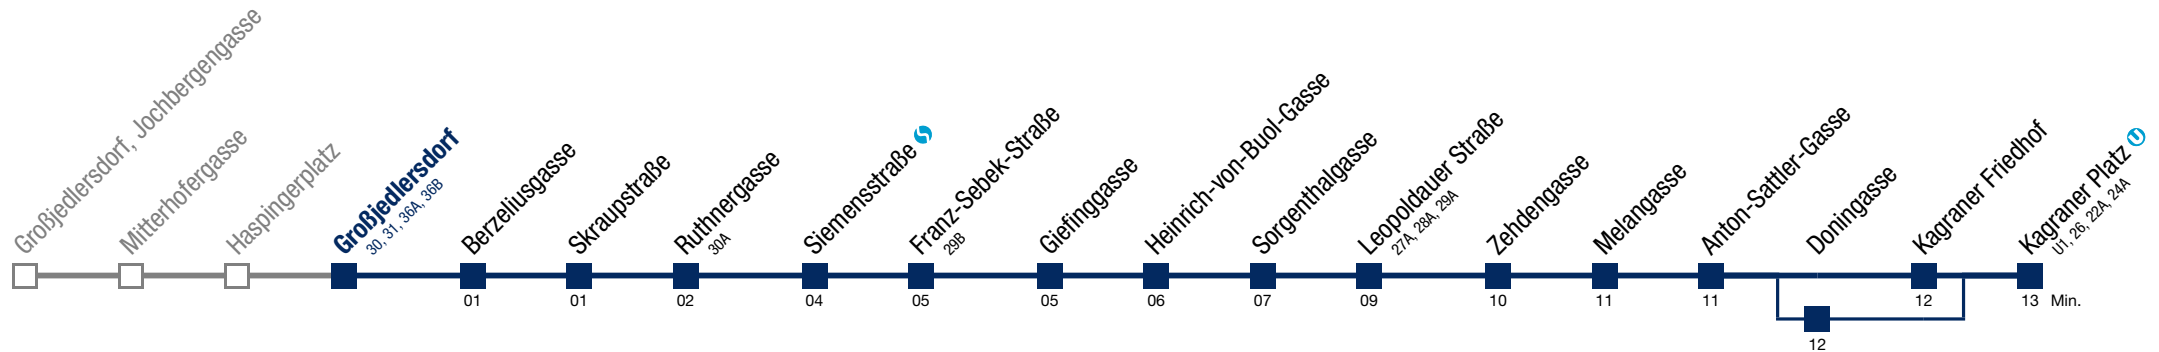 Großjedlersdorf, Jochbergengasse
Mitterhofergasse
Haspingerplatz
Großjedlersdorf
30, 31, 36A, 36B
Berzeliusgasse
Skraupstraße
Ruthnergasse
30A
Siemensstraße
Franz-Sebek-Straße
29B
Giefinggasse
Heinrich-von-Buol-Gasse
Sorgenthalgasse
Leopoldauer Straße
27A, 28A, 29A
Zehdengasse
Melangasse
Anton-Sattler-Gasse
Doningasse
Kagraner Friedhof
Kagraner Platz U
U1, 26, 22A, 24A
01 01 02 04 05 05 06 07 09 10 11 11 12 13 Min.
12